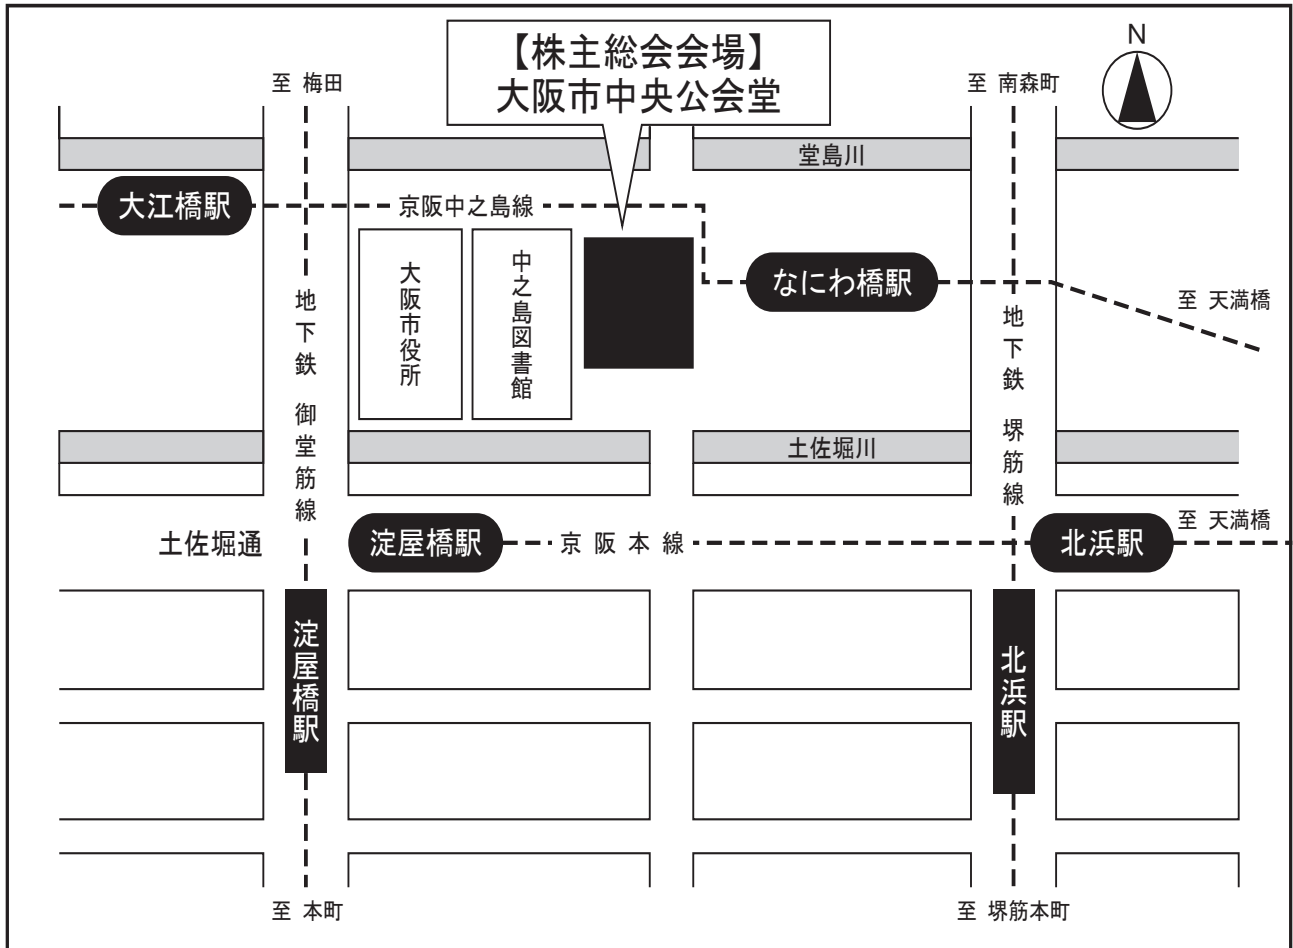 【株主総会会場】
大阪市中央公会堂
N
至 梅田
至 南森町
堂島川
大江橋駅
京阪中之島線
なにわ橋駅
至 天満橋
大阪市役所
中之島図書館
地下鉄 御堂筋線
地下鉄 堺筋線
土佐堀川
土佐堀通
淀屋橋駅
京阪本線
北浜駅
至 天満橋
淀屋橋駅
北浜駅
至 本町
至 堺筋本町